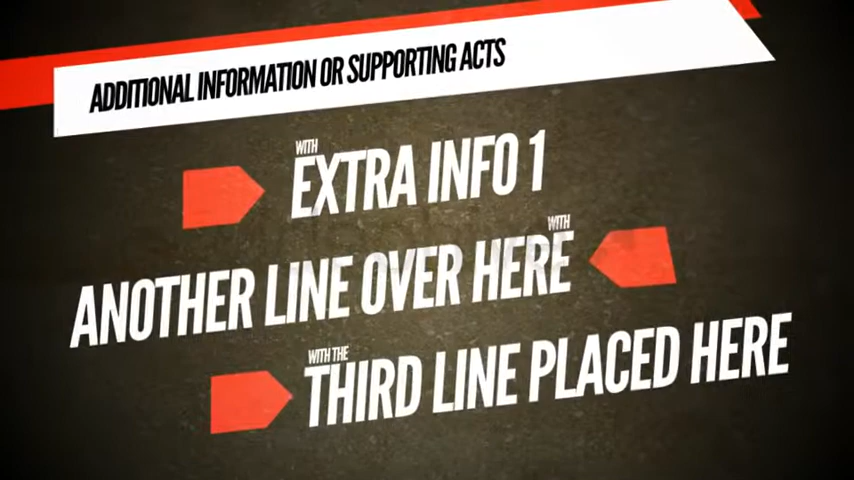 ADDITIONAL INFORMATION OR SUPPORTING ACTS
WITH
EXTRA INFO 1
WITH
ANOTHER LINE OVER HERE
WITH THE
THIRD LINE PLACED HERE